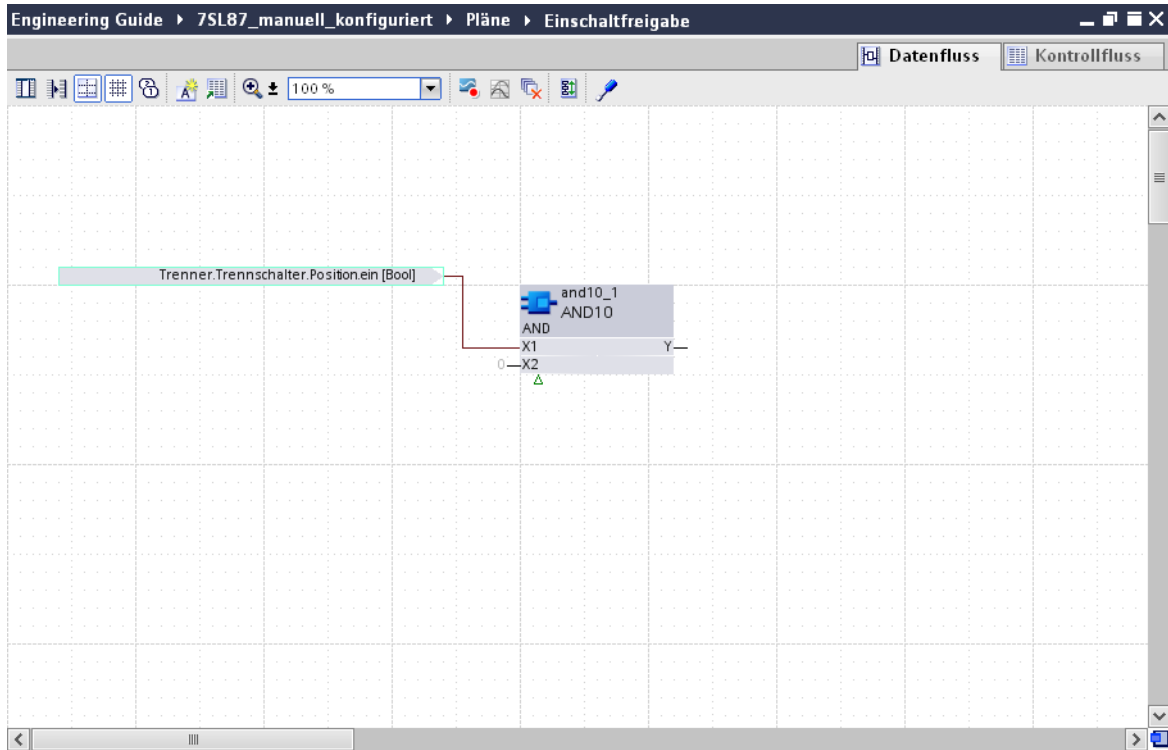 Engineering Guide ▸ 7SL87_manuell_konfiguriert ▸ Pläne ▸ Einschaltfreigabe
Datenfluss
Kontrollfluss
100 %
Trenner.Trennschalter.Position.ein [Bool]
and10_1
AND10
AND
X1 Y
0 X2